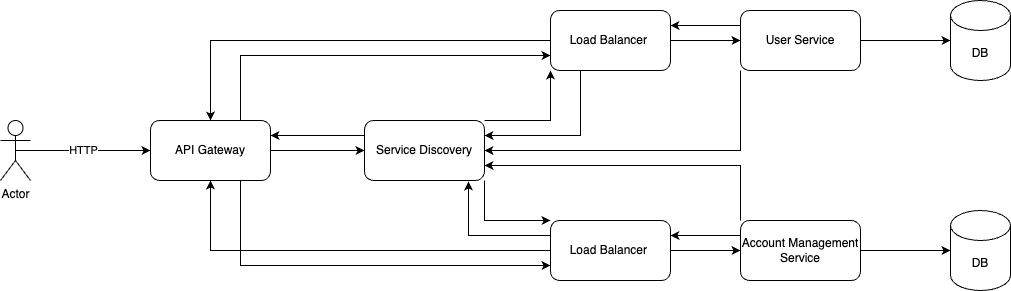 Load Balancer
User Service
DB
HTTP
API Gateway
Service Discovery
Actor
Load Balancer
Account Management
Service
DB